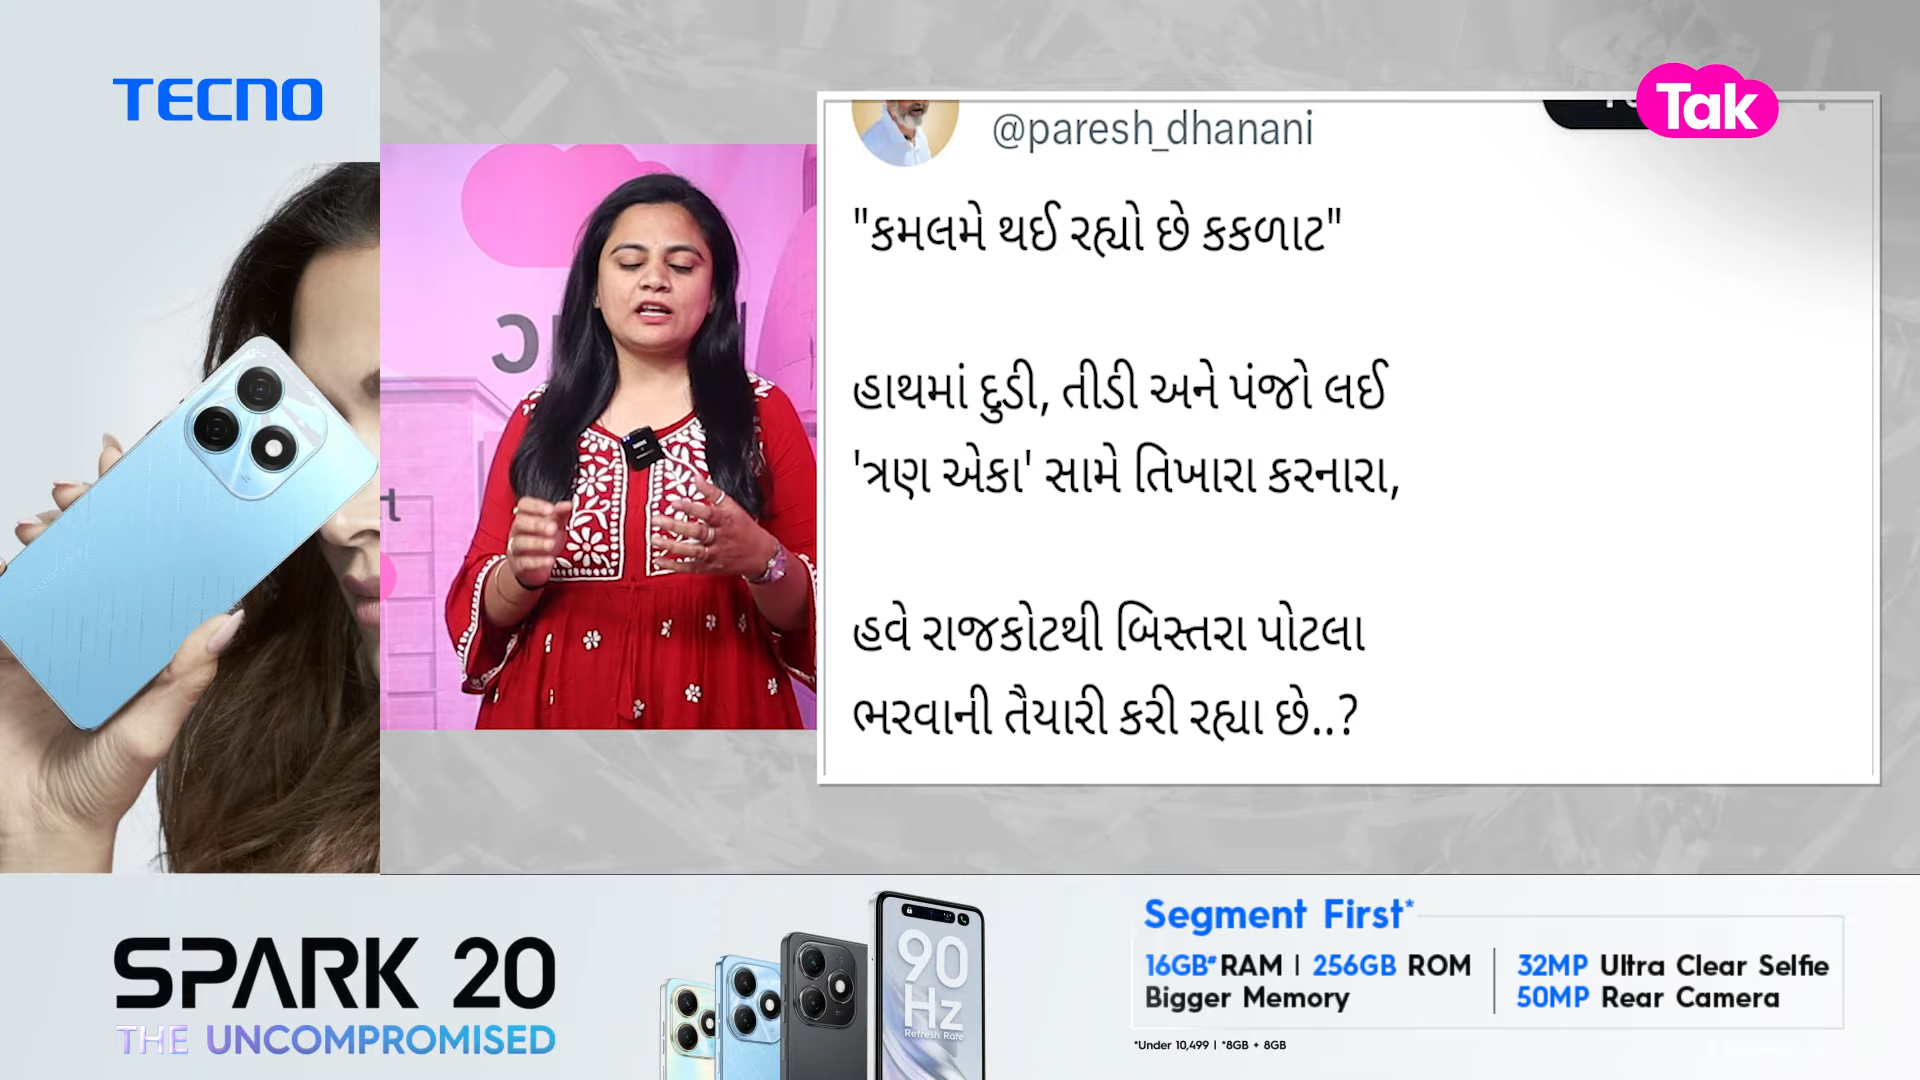 TECNO
Tak
@paresh_dhanani
"કમલમે થઈ રહ્યો છે કકળાટ"
હાથમાં દુડી, તીડી અને પંજો લઈ
'ત્રણ એકા' સામે તિખારા કરનારા,
હવે રાજકોટથી બિસ્તરા પોટલા
ભરવાની તૈયારી કરી રહ્યા છે..?
SPARK 20
THE UNCOMPROMISED
90
Hz
Refresh Rate
Segment First*
16GB# RAM | 256GB ROM
Bigger Memory
32MP Ultra Clear Selfie
50MP Rear Camera
*Under 10,499 | *8GB + 8GB